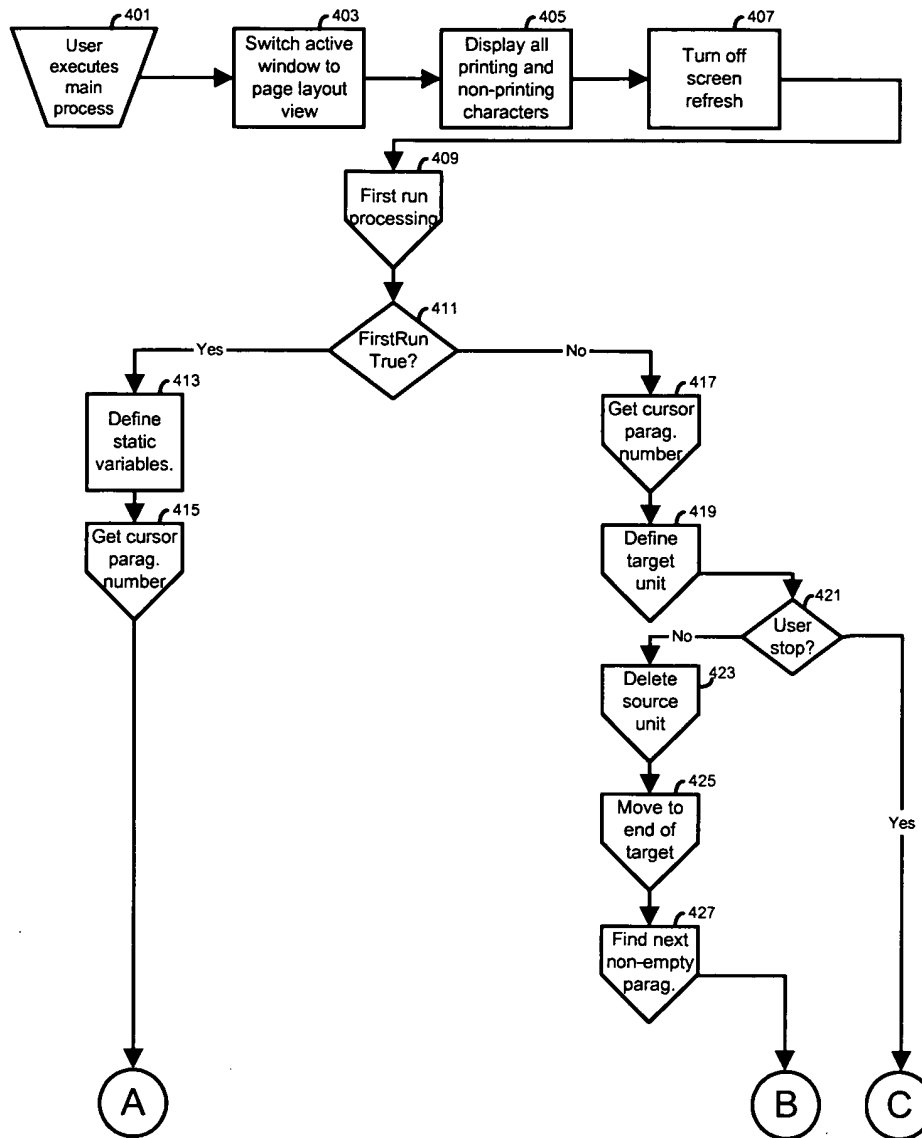 401
User
executes
main
process
403
Switch active
window to
page layout
view
405
Display all
printing and
non-printing
characters
407
Turn off
screen
refresh
409
First run
processing
411
FirstRun
True?
Yes
No
413
Define
static
variables.
415
Get cursor
parag.
number
417
Get cursor
parag.
number
419
Define
target
unit
421
User
stop?
No
Yes
423
Delete
source
unit
425
Move to
end of
target
427
Find next
non-empty
parag.
A
B
C